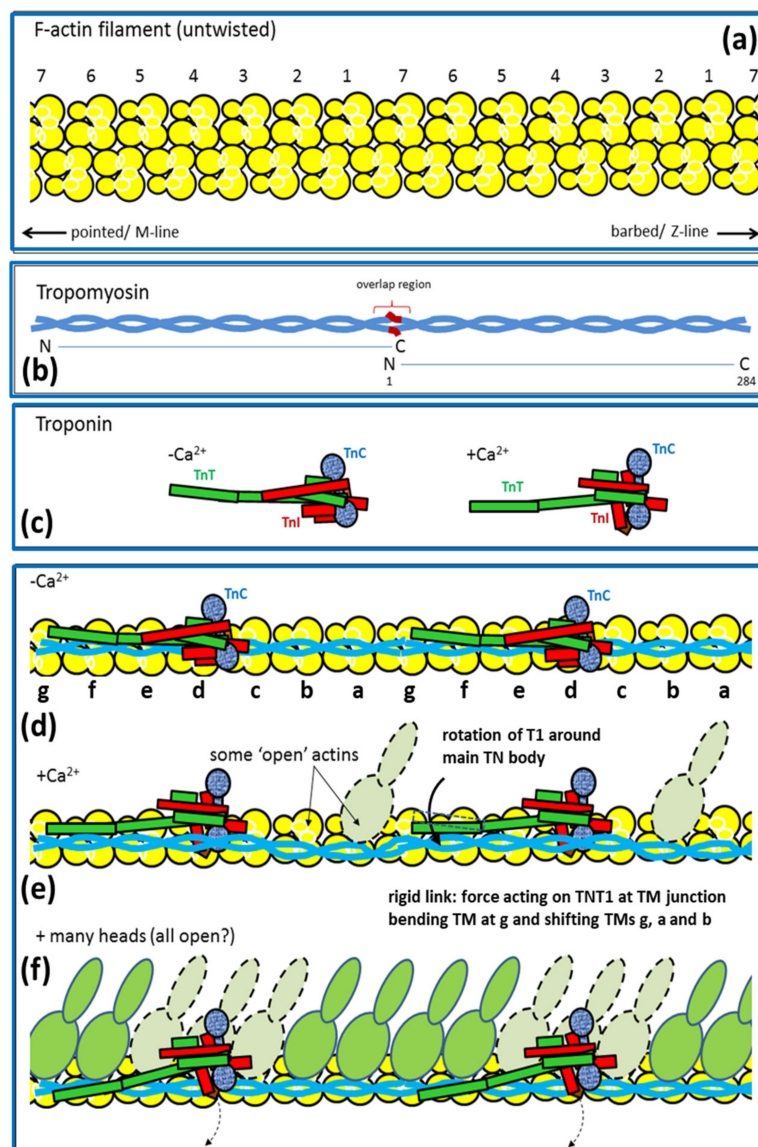 F-actin filament (untwisted)
(a)
7 6 5 4 3 2 1 7 6 5 4 3 2 1 7
pointed/ M-line
barbed/ Z-line
overlap region
Tropomyosin
N C
N C
1 284
(b)
Troponin
-Ca2+
TnC
TnT
TnI
+Ca2+
TnC
TnT
TnI
(c)
-Ca2+
TnC
TnC
g f e d c b a g f e d c b a
(d)
+Ca2+
some ‘open’ actins
rotation of T1 around
main TN body
(e)
rigid link: force acting on TNT1 at TM junction
bending TM at g and shifting TMs g, a and b
+ many heads (all open?)
(f)